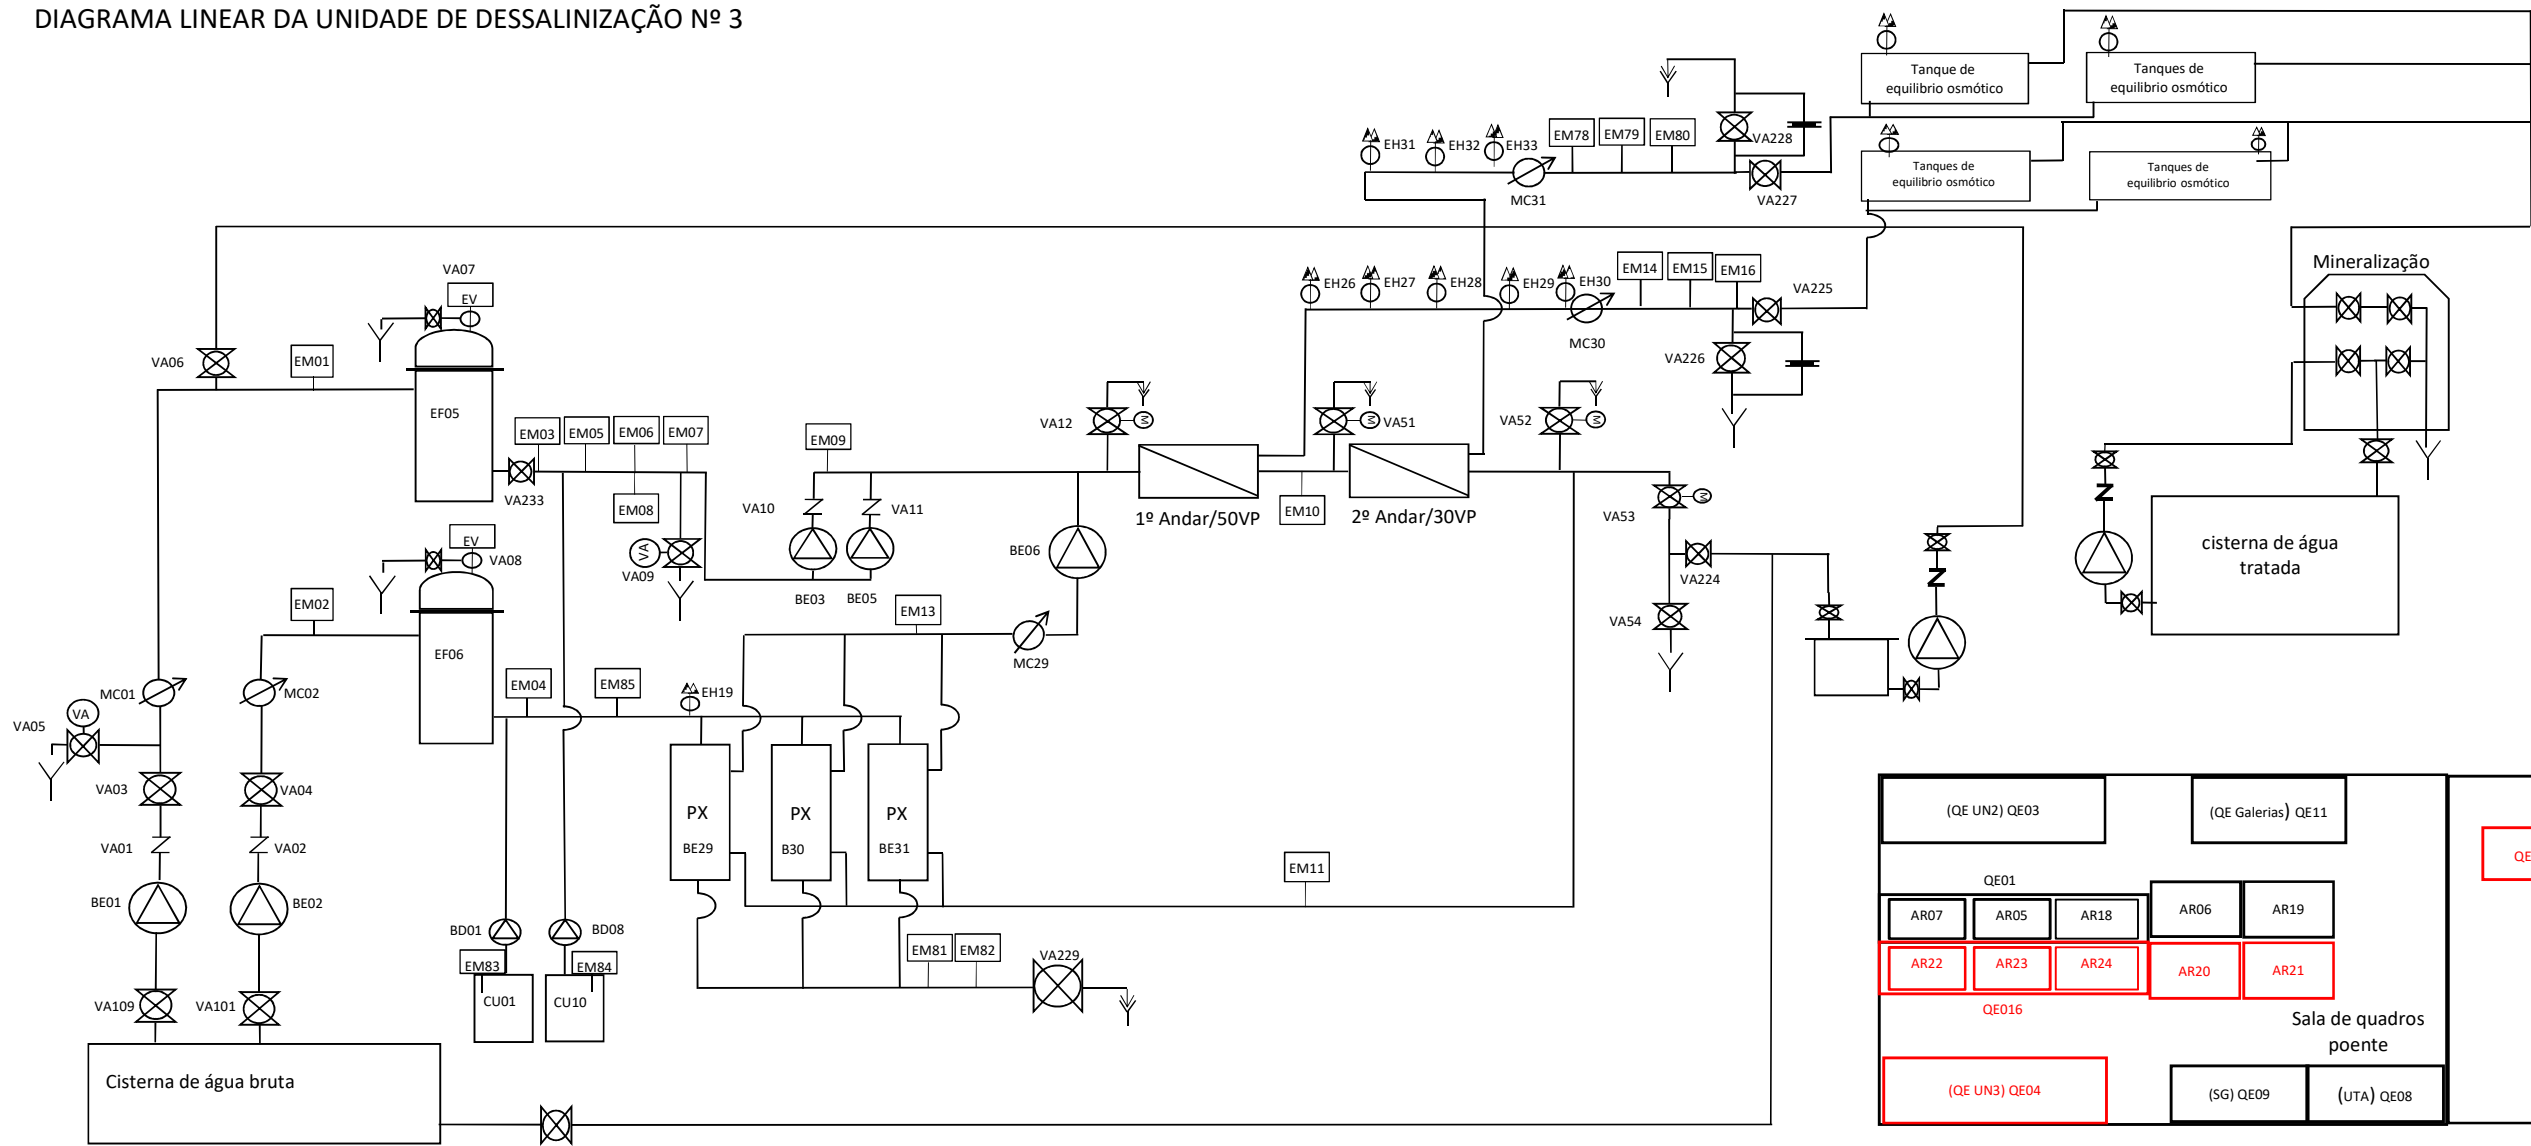 DIAGRAMA LINEAR DA UNIDADE DE DESSALINIZAÇÃO Nº 3
Tanque de
equilibrio osmótico
Tanques de
equilibrio osmótico
Tanques de
equilibrio osmótico
Tanques de
equilibrio osmótico
EH31
EH32
EH33
EM78
EM79
EM80
VA228
MC31
VA227
Mineralização
VA07
EV
EH26
EH27
EH28
EH29
EH30
EM14
EM15
EM16
VA225
MC30
VA226
VA06
EM01
EF05
EM03
EM05
EM06
EM07
VA233
EM08
EM09
VA12
M
VA51
M
VA52
M
VA10
VA11
1º Andar/50VP
EM10
2º Andar/30VP
VA53
M
EV
VA08
VA
VA09
BE03
BE05
BE06
VA224
cisterna de água
tratada
EM02
EM13
VA54
EF06
MC29
MC01
MC02
EM04
EM85
EH19
VA05
VA
VA03
VA04
PX
BE29
PX
B30
PX
BE31
VA01
VA02
EM11
BE01
BE02
BD01
BD08
EM83
EM84
EM81
EM82
VA229
CU01
CU10
VA109
VA101
Cisterna de água bruta
(QE UN2) QE03
(QE Galerias) QE11
QE
QE01
AR07
AR05
AR18
AR06
AR19
AR22
AR23
AR24
AR20
AR21
QE016
Sala de quadros
poente
(QE UN3) QE04
(SG) QE09
(UTA) QE08